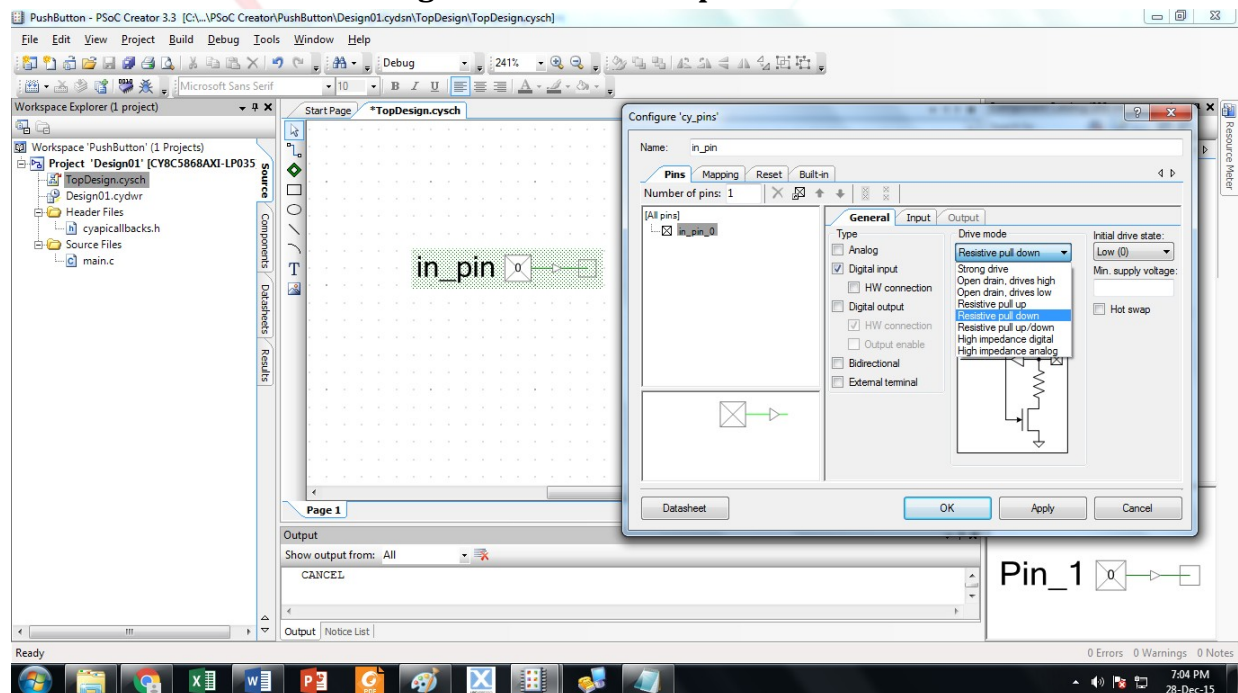 PushButton - PSoC Creator 3.3 [C:\...\PSoC Creator\PushButton\Design01.cydsn\TopDesign\TopDesign.cysch]
File Edit View Project Build Debug Tools Window Help
Debug 241%
Microsoft Sans Serif 10 B I U A
Workspace Explorer (1 project)
Workspace 'PushButton' (1 Projects)
Project 'Design01' [CY8C5868AXI-LP035
TopDesign.cysch
Design01.cydwr
Header Files
cyapicallbacks.h
Source Files
main.c
Source
Components
Datasheets
Results
Start Page *TopDesign.cysch
T
in_pin 0
Page 1
Configure 'cy_pins'
Name: in_pin
Pins Mapping Reset Built-in
Number of pins: 1
[All pins]
in_pin_0
General Input Output
Type
Analog
Digital input
HW connection
Digital output
HW connection
Output enable
Bidirectional
External terminal
Drive mode
Resistive pull down
Strong drive
Open drain, drives high
Open drain, drives low
Resistive pull up
Resistive pull down
Resistive pull up/down
High impedance digital
High impedance analog
Initial drive state:
Low (0)
Min. supply voltage:
Hot swap
Datasheet OK Apply Cancel
Resource Meter
Output
Show output from: All
CANCEL
Output Notice List
Pin_1 0
Ready
0 Errors 0 Warnings 0 Notes
7:04 PM
28-Dec-15